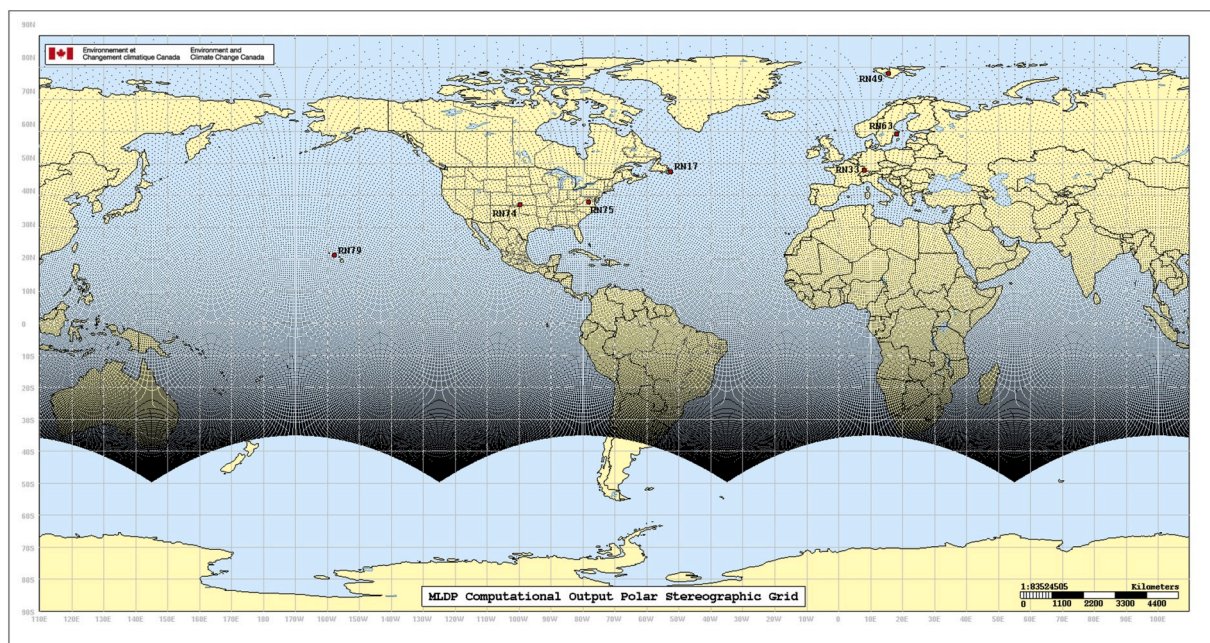 90N
Environnement et
Changement climatique Canada
Environment and
Climate Change Canada
80N
RN49
70N
60N
RN63
50N
RN17
RN33
40N
RN74
RN75
30N
RN79
20N
10N
0
10S
20S
30S
40S
50S
60S
70S
80S
MLDP Computational Output Polar Stereographic Grid
1:83524505 Kilometers
0 1100 2200 3300 4400
90S
110E 120E 130E 140E 150E 160E 170E 180 170W 160W 150W 140W 130W 120W 110W 100W 90W 80W 70W 60W 50W 40W 30W 20W 10W 0 10E 20E 30E 40E 50E 60E 70E 80E 90E 100E